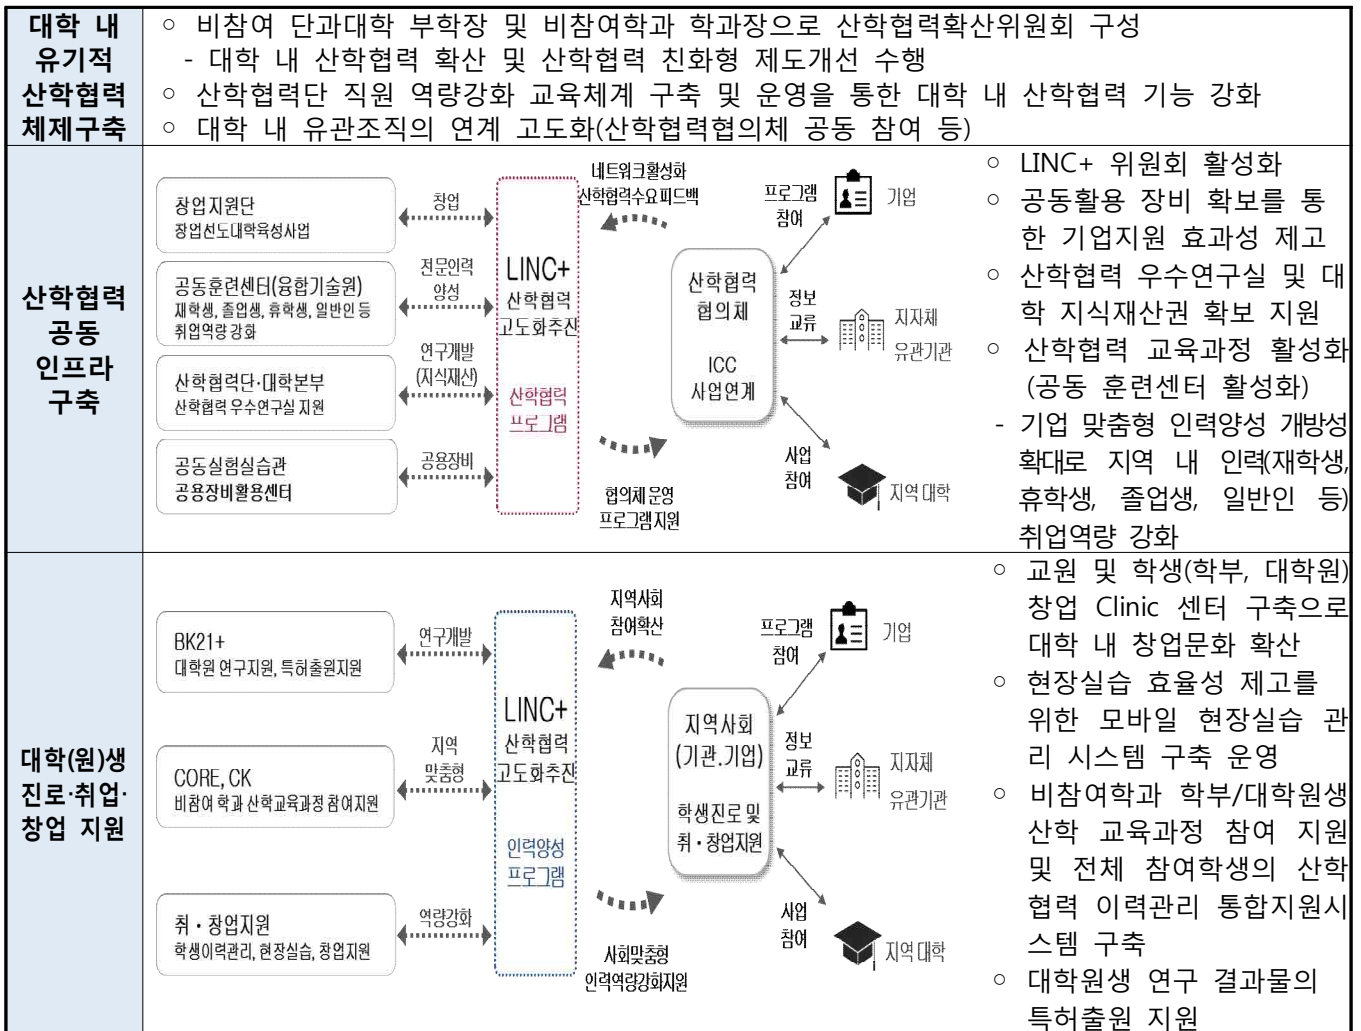 대학 내
유기적
산학협력
체제구축
○ 비참여 단과대학 부학장 및 비참여학과 학과장으로 산학협력확산위원회 구성
- 대학 내 산학협력 확산 및 산학협력 친화형 제도개선 수행
○ 산학협력단 직원 역량강화 교육체계 구축 및 운영을 통한 대학 내 산학협력 기능 강화
○ 대학 내 유관조직의 연계 고도화(산학협력협의체 공동 참여 등)
산학협력
공동
인프라
구축
창업지원단
창업선도대학육성사업
공동훈련센터(융합기술원)
재학생, 졸업생, 휴학생, 일반인 등
취업역량 강화
산학협력단·대학본부
산학협력 우수연구실 지원
공동실험실습관
공용장비활용센터
창업
전문인력
양성
연구개발
(지식재산)
공용장비
LINC+
산학협력
고도화추진
산학협력
프로그램
네트워크활성화
산학협력수요피드백
협의체 운영
프로그램지원
산학협력
협의체
ICC
사업연계
프로그램
참여
정보
교류
사업
참여
기업
지자체
유관기관
지역 대학
○ LINC+ 위원회 활성화
○ 공동활용 장비 확보를 통
한 기업지원 효과성 제고
○ 산학협력 우수연구실 및 대
학 지식재산권 확보 지원
○ 산학협력 교육과정 활성화
(공동 훈련센터 활성화)
- 기업 맞춤형 인력양성 개방성
확대로 지역 내 인력(재학생,
휴학생, 졸업생, 일반인 등)
취업역량 강화
대학(원)생
진로·취업·
창업 지원
BK21+
대학원 연구지원, 특허출원지원
CORE, CK
비참여 학과 산학교육과정 참여지원
취·창업지원
학생이력관리, 현장실습, 창업지원
연구개발
지역
맞춤형
역량강화
LINC+
산학협력
고도화추진
인력양성
프로그램
지역사회
참여확산
사회맞춤형
인력역량강화지원
지역사회
(기관.기업)
학생진로 및
취·창업지원
프로그램
참여
정보
교류
사업
참여
기업
지자체
유관기관
지역 대학
○ 교원 및 학생(학부, 대학원)
창업 Clinic 센터 구축으로
대학 내 창업문화 확산
○ 현장실습 효율성 제고를
위한 모바일 현장실습 관
리 시스템 구축 운영
○ 비참여학과 학부/대학원생
산학 교육과정 참여 지원
및 전체 참여학생의 산학
협력 이력관리 통합지원시
스템 구축
○ 대학원생 연구 결과물의
특허출원 지원